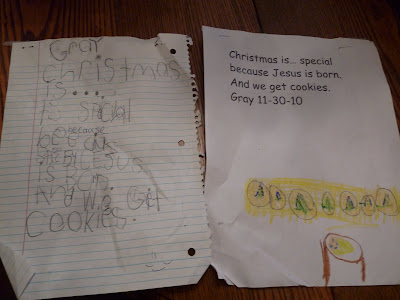 Gray
Christmas
is....
is special
because
Jesus
is
And we get
COOKIES.
Christmas is... special
because Jesus is born.
And we get cookies.
Gray 11-30-10